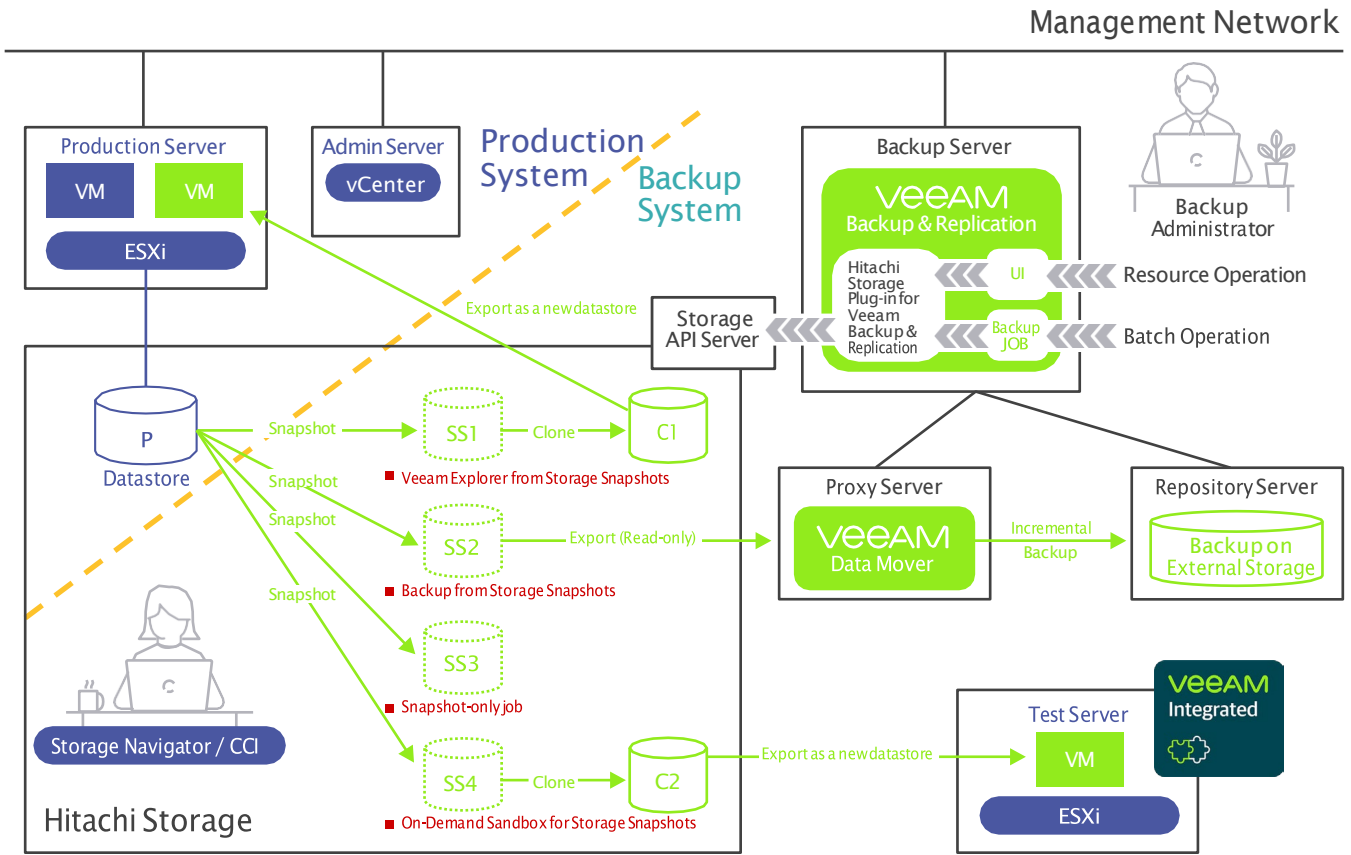 Management Network
Production Server
VM
VM
ESXi
Admin Server
vCenter
Production
System
Backup
System
Backup Server
veeAM
Backup & Replication
Hitachi
Storage
Plug-in for
Veeam
Backup &
Replication
UI
Backup
JOB
Backup
Administrator
Resource Operation
Batch Operation
Storage
API Server
Export as a new datastore
P
Datastore
Snapshot
SS1
Clone
C1
Veeam Explorer from Storage Snapshots
Snapshot
Snapshot
SS2
Export (Read-only)
Backup from Storage Snapshots
Snapshot
SS3
Snapshot-only job
SS4
Clone
C2
On-Demand Sandbox for Storage Snapshots
Export as a new datastore
Proxy Server
veeAM
Data Mover
Incremental
Backup
Repository Server
Backup on
External Storage
C
C
Storage Navigator / CCI
Hitachi Storage
Test Server
VM
ESXi
veeAM
Integrated